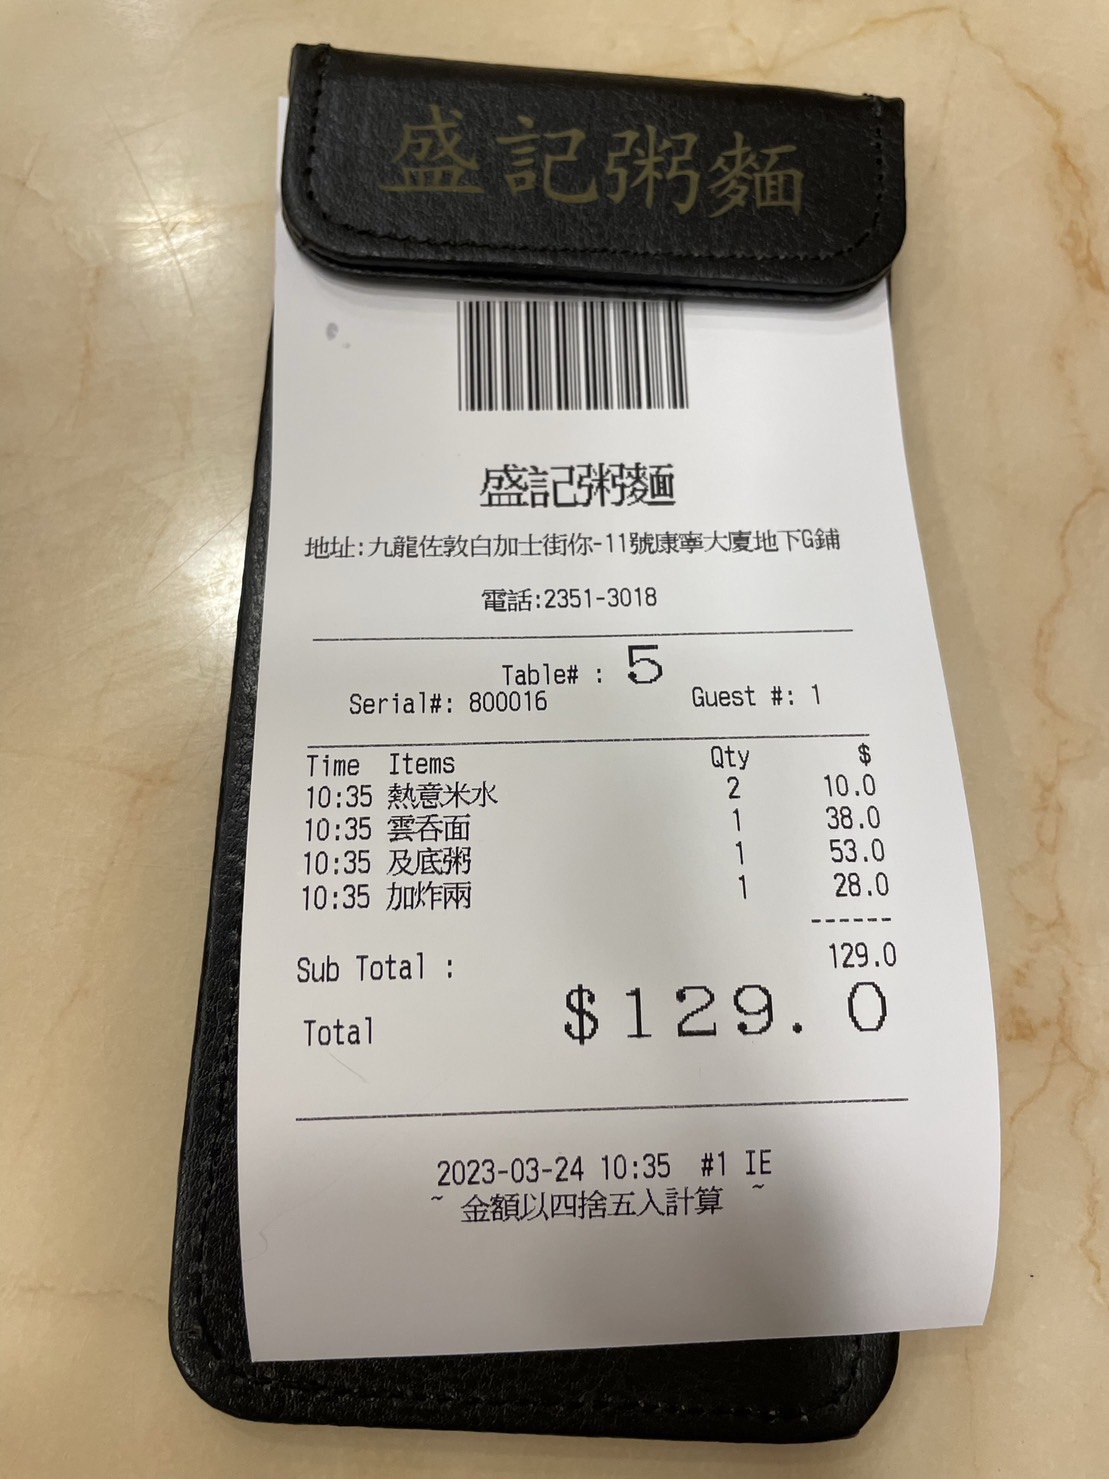 盛記粥麵
盛記粥麵
地址:九龍佐敦白加士街你-11號康寧大廈地下G鋪
電話:2351-3018
Table# : 5
Serial#: 800016 Guest #: 1
Time Items Qty $
10:35 熱意米水 2 10.0
10:35 雲吞面 1 38.0
10:35 及底粥 1 53.0
10:35 加炸兩 1 28.0
------
Sub Total : 129.0
Total $129.0
2023-03-24 10:35 #1 IE
~ 金額以四捨五入計算 ~